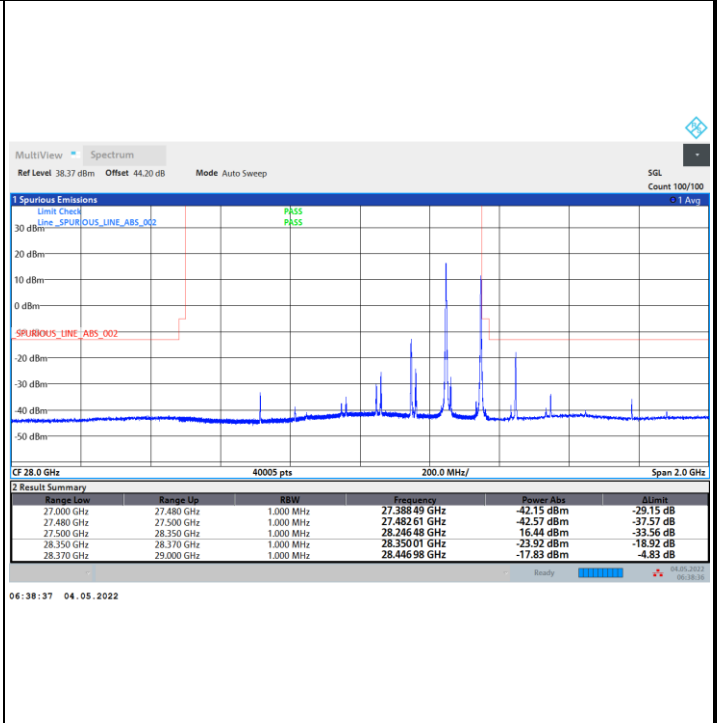 MultiView Spectrum
Ref Level 38.37 dBm Offset 44.20 dB Mode Auto Sweep SGL
Count 100/100
1 Spurious Emissions 1 Avg
Limit Check PASS
Line _SPURIOUS_LINE_ABS_002 PASS
30 dBm
20 dBm
10 dBm
0 dBm
_SPURIOUS_LINE_ABS_002
-20 dBm
-30 dBm
-40 dBm
-50 dBm
CF 28.0 GHz 40005 pts 200.0 MHz/ Span 2.0 GHz
2 Result Summary
Range Low Range Up RBW Frequency Power Abs ΔLimit
27.000 GHz 27.480 GHz 1.000 MHz 27.388 49 GHz -42.15 dBm -29.15 dB
27.480 GHz 27.500 GHz 1.000 MHz 27.482 61 GHz -42.57 dBm -37.57 dB
27.500 GHz 28.350 GHz 1.000 MHz 28.246 48 GHz 16.44 dBm -33.56 dB
28.350 GHz 28.370 GHz 1.000 MHz 28.350 01 GHz -23.92 dBm -18.92 dB
28.370 GHz 29.000 GHz 1.000 MHz 28.446 98 GHz -17.83 dBm -4.83 dB
Ready 04.05.2022
06:38:36
06:38:37 04.05.2022